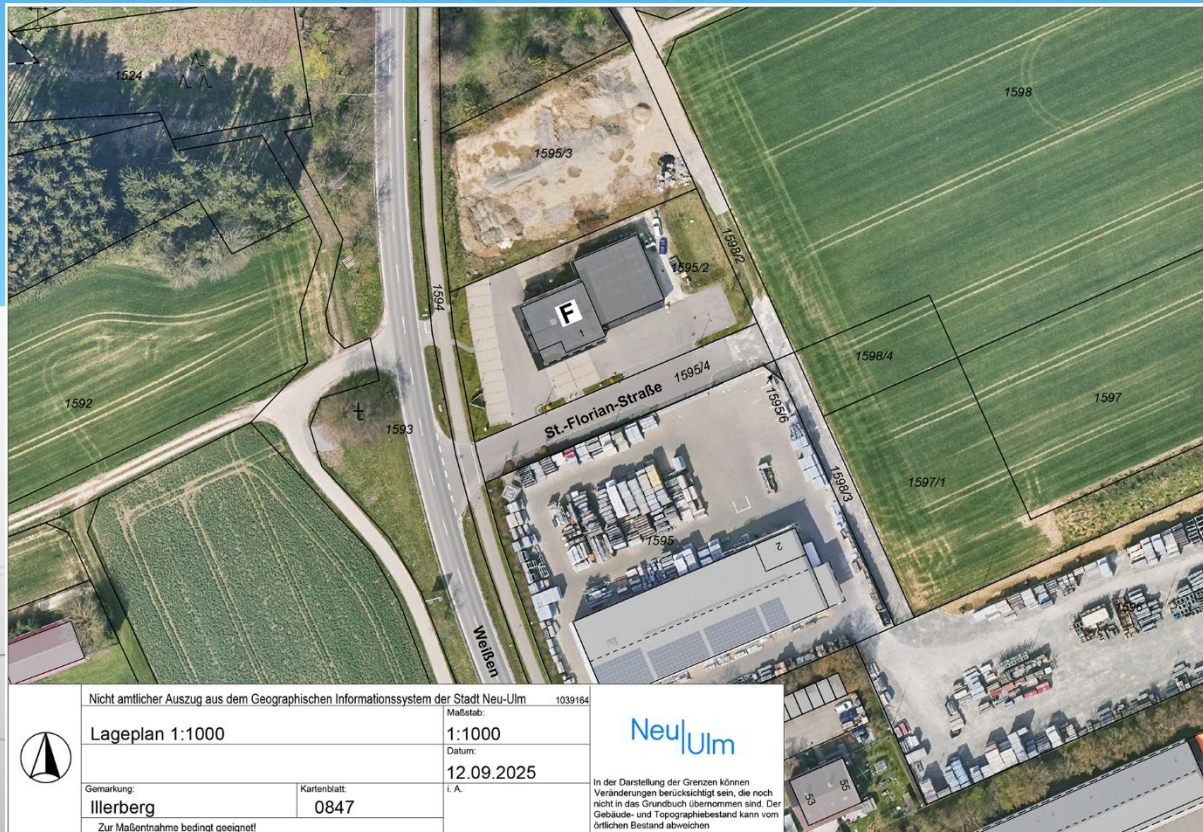 1524
1598
1595/3
1598/2
1595/2
1594
F
1
1598/4
1595/4
St.-Florian-Straße
1592
1593
1597
1595/6
1597/1
1598/3
1595
2
Weißen
53
55
Nicht amtlicher Auszug aus dem Geographischen Informationssystem der Stadt Neu-Ulm 1039164
Lageplan 1:1000
Maßstab:
1:1000
Datum:
12.09.2025
Gemarkung:
Illerberg
Kartenblatt:
0847
i. A.
Zur Maßentnahme bedingt geeignet!
Neu|Ulm
In der Darstellung der Grenzen können
Veränderungen berücksichtigt sein, die noch
nicht in das Grundbuch übernommen sind. Der
Gebäude- und Topographiebestand kann vom
örtlichen Bestand abweichen